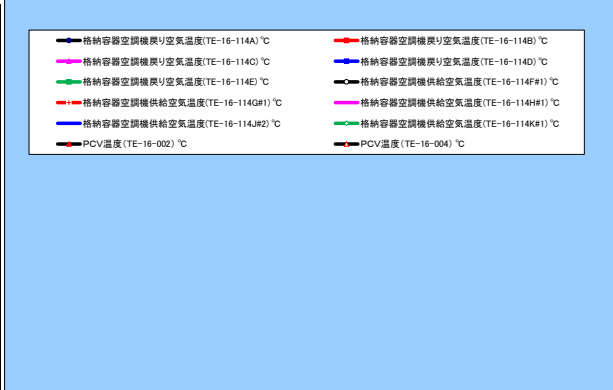 格納容器空調機戻り空気温度(TE-16-114A)℃ 格納容器空調機戻り空気温度(TE-16-114B)℃
格納容器空調機戻り空気温度(TE-16-114C)℃ 格納容器空調機戻り空気温度(TE-16-114D)℃
格納容器空調機戻り空気温度(TE-16-114E)℃ 格納容器空調機供給空気温度(TE-16-114F#1)℃
格納容器空調機供給空気温度(TE-16-114G#1)℃ 格納容器空調機供給空気温度(TE-16-114H#1)℃
格納容器空調機供給空気温度(TE-16-114J#2)℃ 格納容器空調機供給空気温度(TE-16-114K#1)℃
PCV温度(TE-16-002)℃ PCV温度(TE-16-004)℃